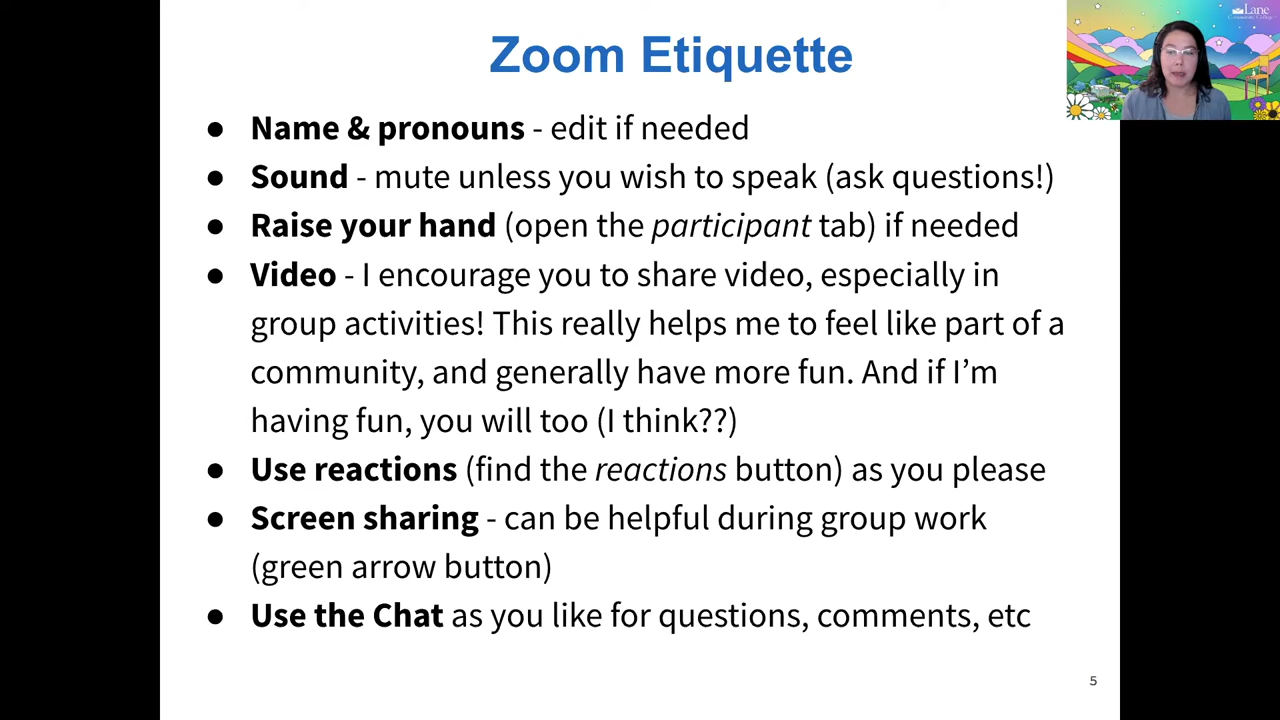 Lane
Community College
Zoom Etiquette
● Name & pronouns - edit if needed
● Sound - mute unless you wish to speak (ask questions!)
● Raise your hand (open the participant tab) if needed
● Video - I encourage you to share video, especially in
group activities! This really helps me to feel like part of a
community, and generally have more fun. And if I’m
having fun, you will too (I think??)
● Use reactions (find the reactions button) as you please
● Screen sharing - can be helpful during group work
(green arrow button)
● Use the Chat as you like for questions, comments, etc
5